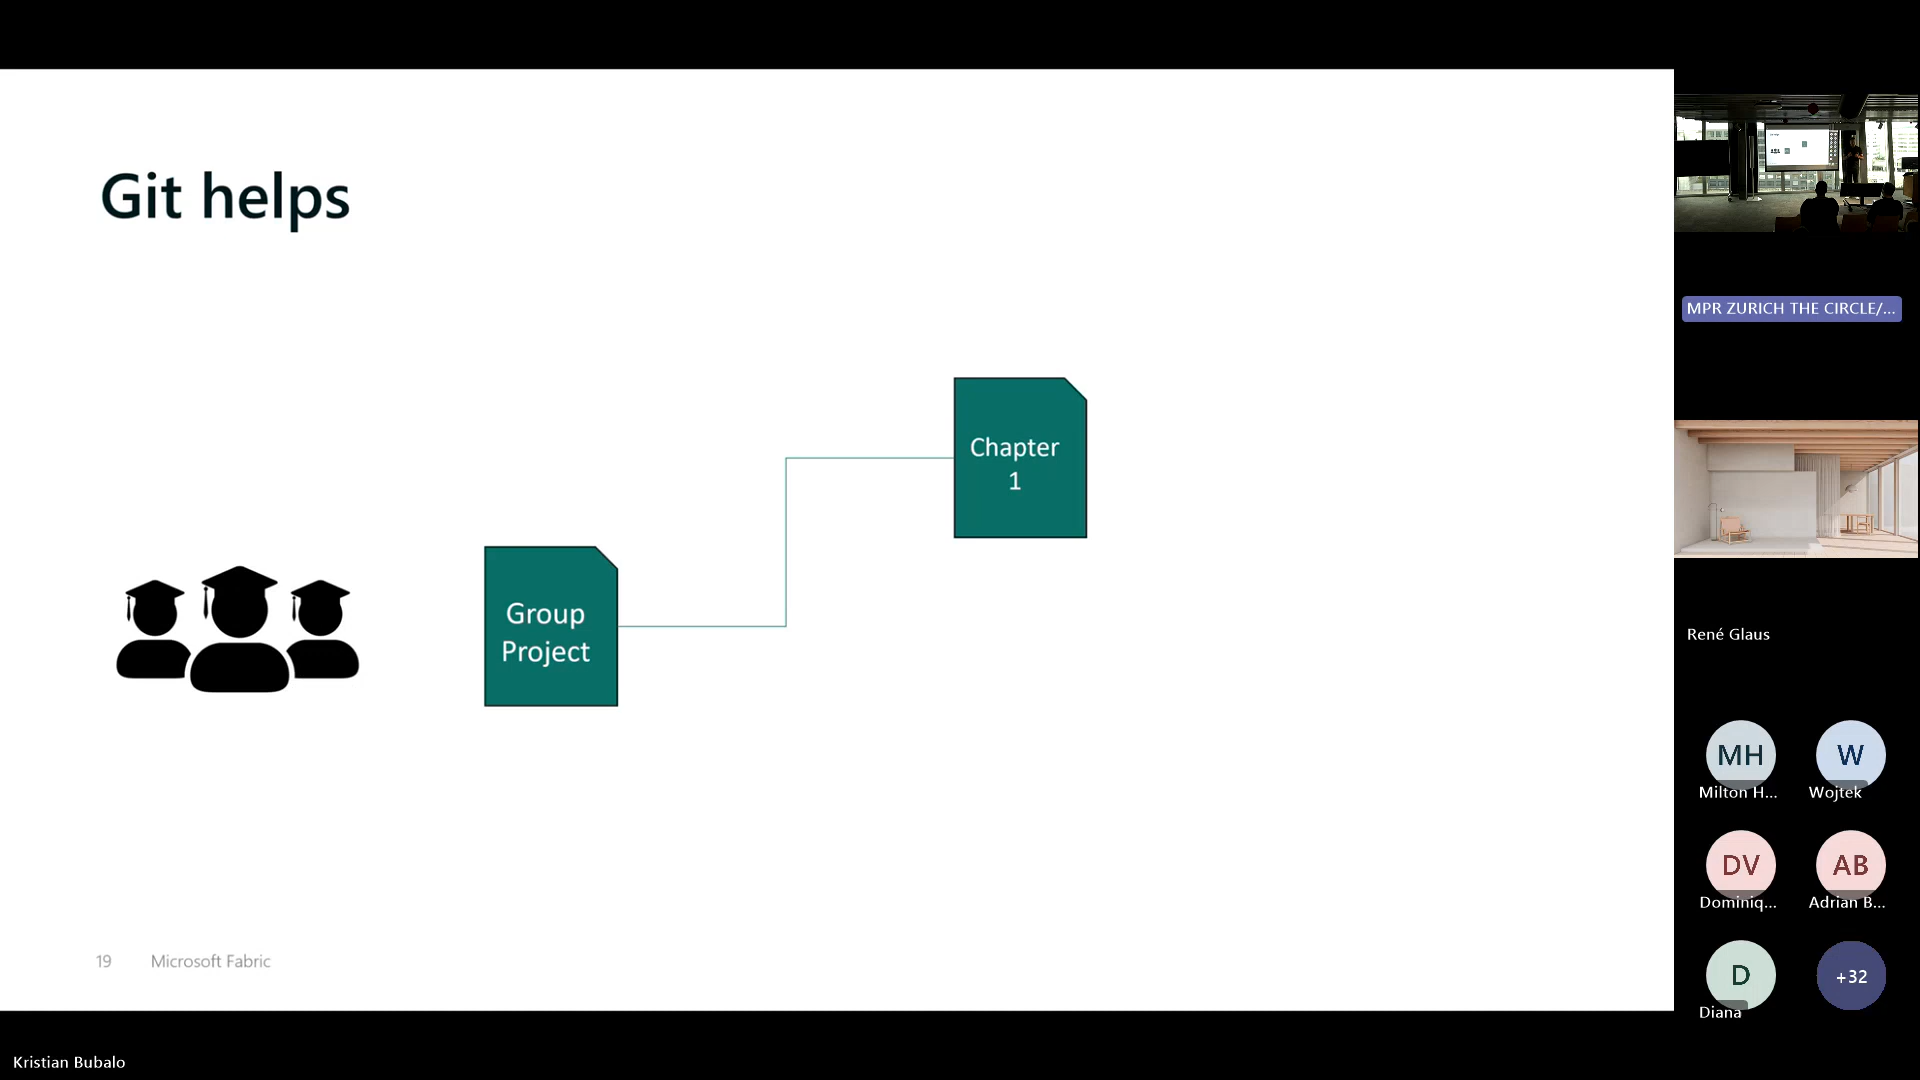 Git helps
Chapter
1
Group
Project
19 Microsoft Fabric
Kristian Bubalo
MPR ZURICH THE CIRCLE/...
René Glaus
MH
Milton H...
W
Wojtek
DV
Dominiq...
AB
Adrian B...
D
Diana
+32